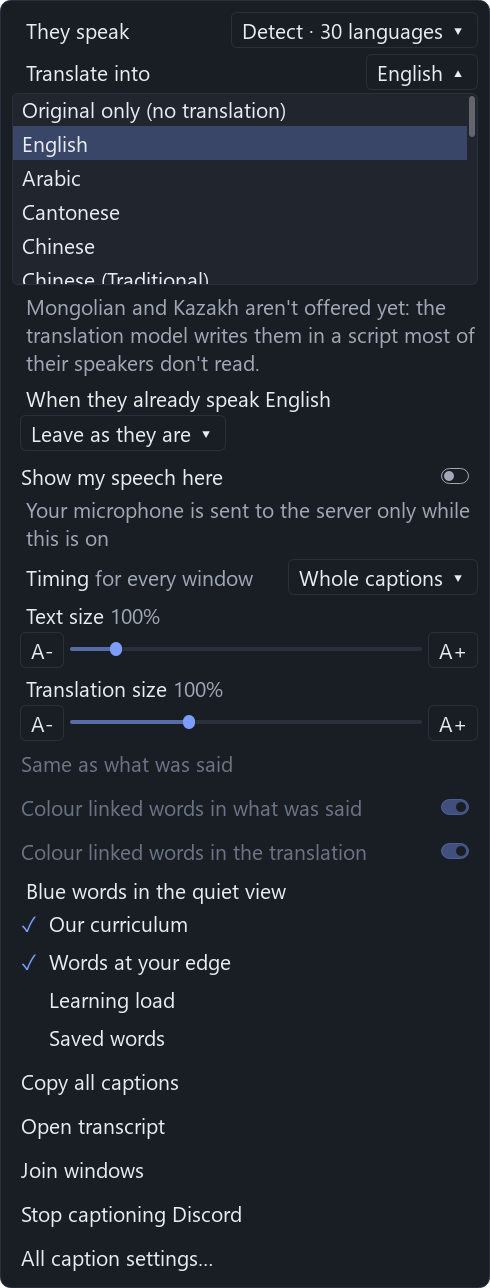 They speak
Detect · 30 languages
Translate into
English
Original only (no translation)
English
Arabic
Cantonese
Chinese
Chinese (Traditional)
Mongolian and Kazakh aren't offered yet: the
translation model writes them in a script most of
their speakers don't read.
When they already speak English
Leave as they are
Show my speech here
Your microphone is sent to the server only while
this is on
Timing for every window
Whole captions
Text size 100%
A-
A+
Translation size 100%
A-
A+
Same as what was said
Colour linked words in what was said
Colour linked words in the translation
Blue words in the quiet view
✓ Our curriculum
✓ Words at your edge
Learning load
Saved words
Copy all captions
Open transcript
Join windows
Stop captioning Discord
All caption settings...